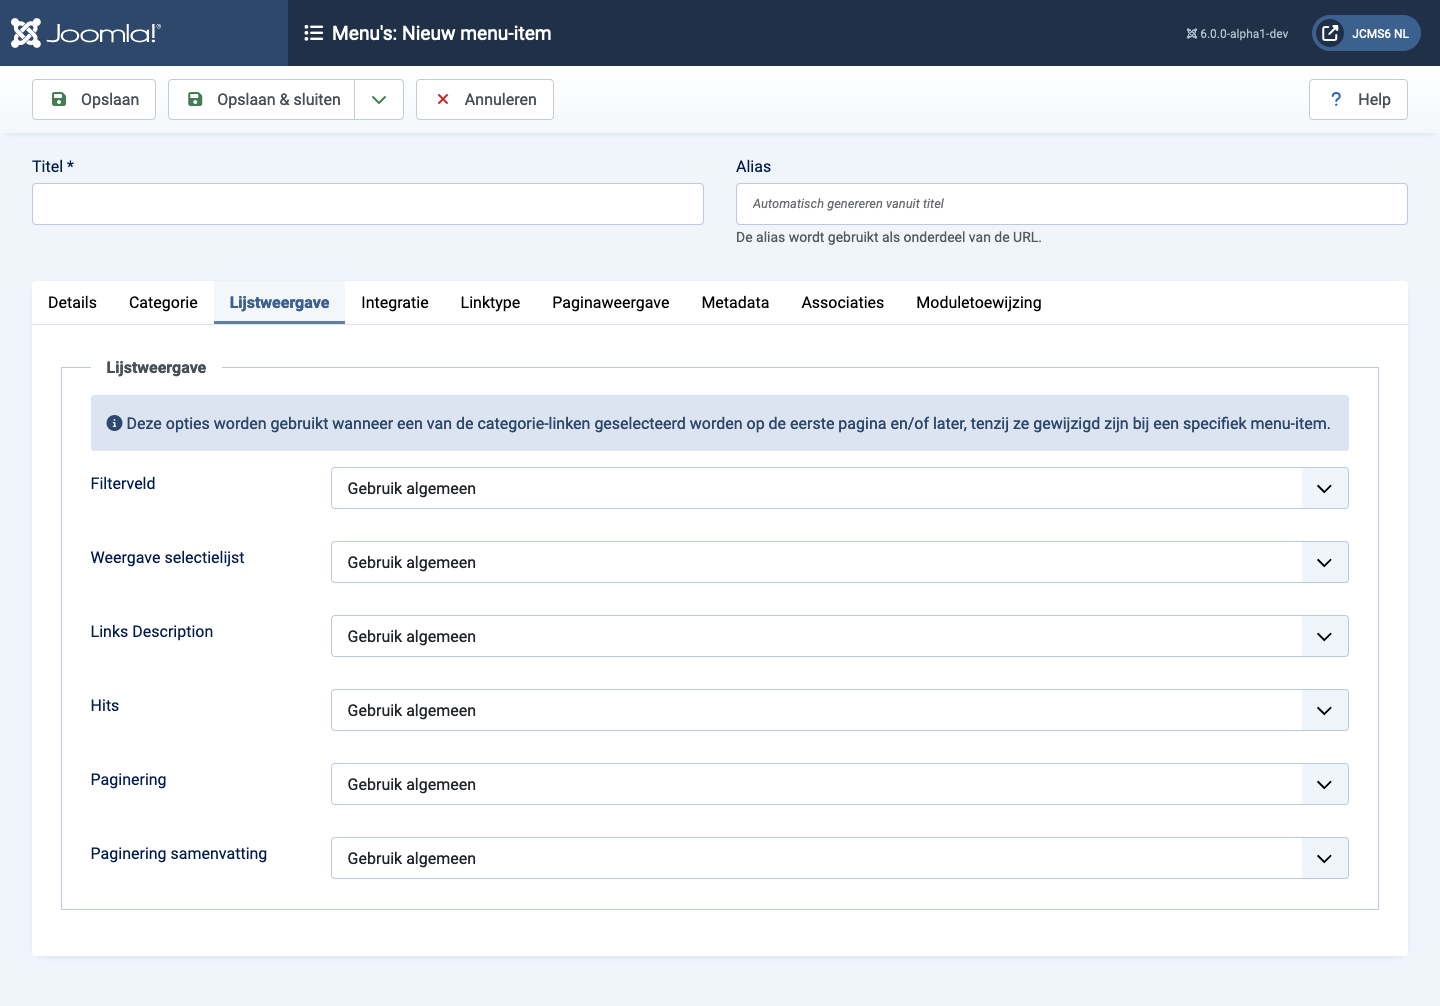 Joomla!®
Menu's: Nieuw menu-item
6.0.0-alpha1-dev
JCMS6 NL
Opslaan
Opslaan & sluiten
Annuleren
? Help
Titel *
Alias
Automatisch genereren vanuit titel
De alias wordt gebruikt als onderdeel van de URL.
Details Categorie Lijstweergave Integratie Linktype Paginaweergave Metadata Associaties Moduletoewijzing
Lijstweergave
Deze opties worden gebruikt wanneer een van de categorie-linken geselecteerd worden op de eerste pagina en/of later, tenzij ze gewijzigd zijn bij een specifiek menu-item.
Filterveld
Gebruik algemeen
Weergave selectielijst
Gebruik algemeen
Links Description
Gebruik algemeen
Hits
Gebruik algemeen
Paginering
Gebruik algemeen
Paginering samenvatting
Gebruik algemeen